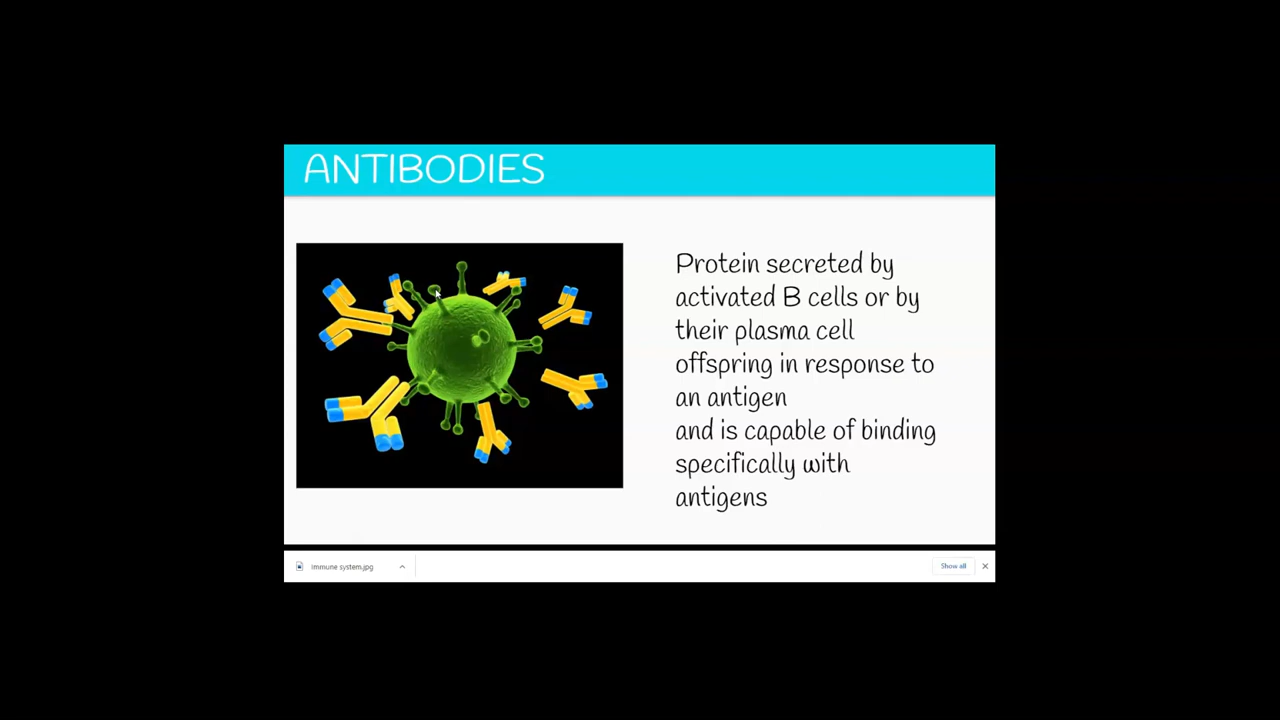 ANTIBODIES
Protein secreted by
activated B cells or by
their plasma cell
offspring in response to
an antigen
and is capable of binding
specifically with
antigens
immune system.jpg
Show all